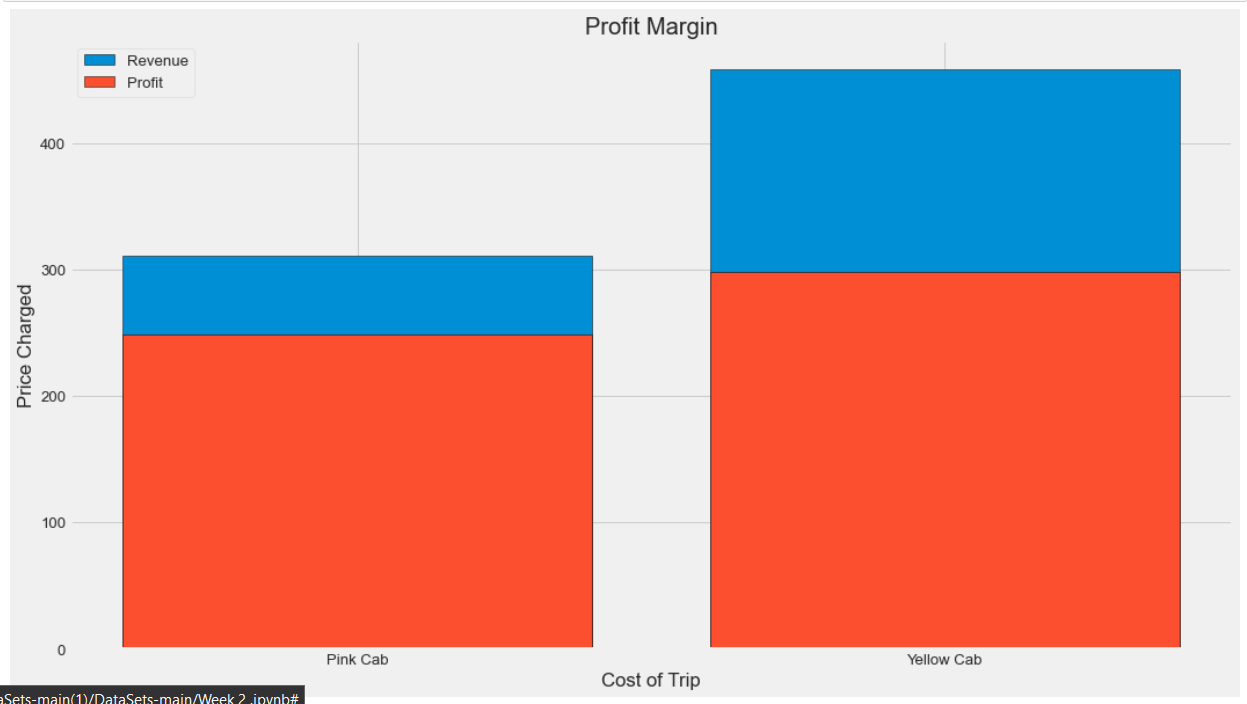 Profit Margin
Revenue
Profit
400
300
200
100
0
Price Charged
Pink Cab
Yellow Cab
Cost of Trip
aSets-main(1)/DataSets-main/Week 2 .ipynb#